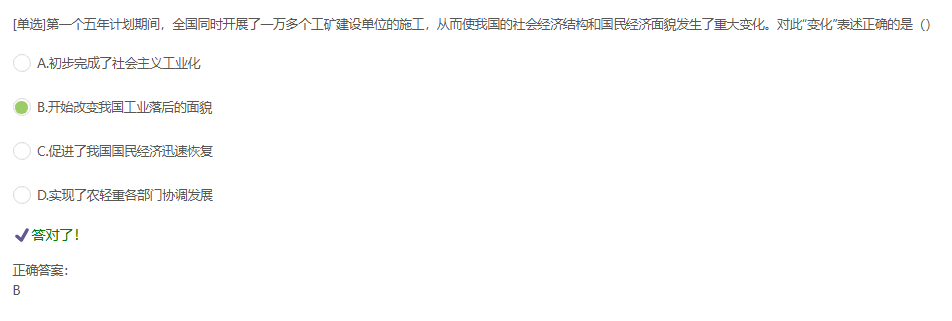 [单选]第一个五年计划期间，全国同时开展了一万多个工矿建设单位的施工，从而使我国的社会经济结构和国民经济面貌发生了重大变化。对此“变化”表述正确的是（）
A.初步完成了社会主义工业化
B.开始改变我国工业落后的面貌
C.促进了我国国民经济迅速恢复
D.实现了农轻重各部门协调发展
答对了！
正确答案：
B